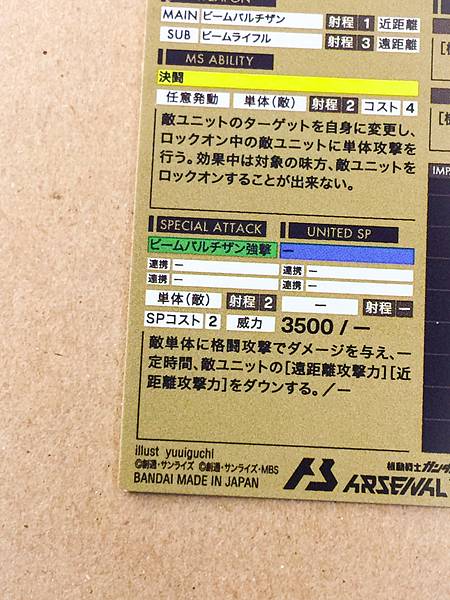 MAIN ビームパルチザン 射程 1 近距離
SUB ビームライフル 射程 3 遠距離
MS ABILITY
決闘
任意発動 単体(敵) 射程 2 コスト 4
敵ユニットのターゲットを自身に変更し、
ロックオン中の敵ユニットに単体攻撃を
行う。効果中は対象の味方、敵ユニットを
ロックオンすることが出来ない。
SPECIAL ATTACK UNITED SP
ビームパルチザン強撃 ー
連携 ー 連携 ー
連携 ー 連携 ー
単体(敵) 射程 2 ー 射程 ー
SPコスト 2 威力 3500 / ー
敵単体に格闘攻撃でダメージを与え、一
定時間、敵ユニットの[遠距離攻撃力][近
距離攻撃力]をダウンする。/ー
illust yuuiguchi
©創通・サンライズ ©創通・サンライズ・MBS
BANDAI MADE IN JAPAN
機動戦士ガンダ
ARSENAL
IMP